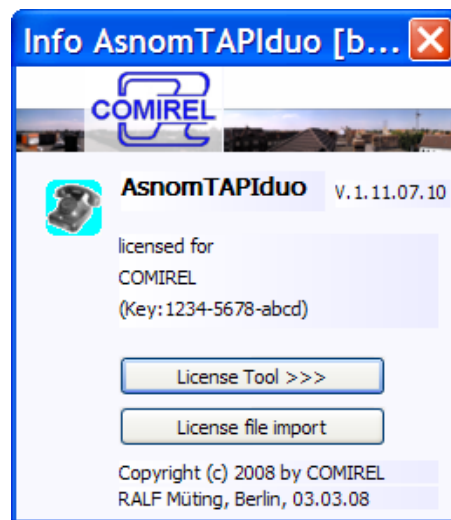 Info AsnomTAPIduo [b...
COMIREL
AsnomTAPIduo V.1.11.07.10
licensed for
COMIREL
(Key:1234-5678-abcd)
License Tool >>>
License file import
Copyright (c) 2008 by COMIREL
RALF Müting, Berlin, 03.03.08